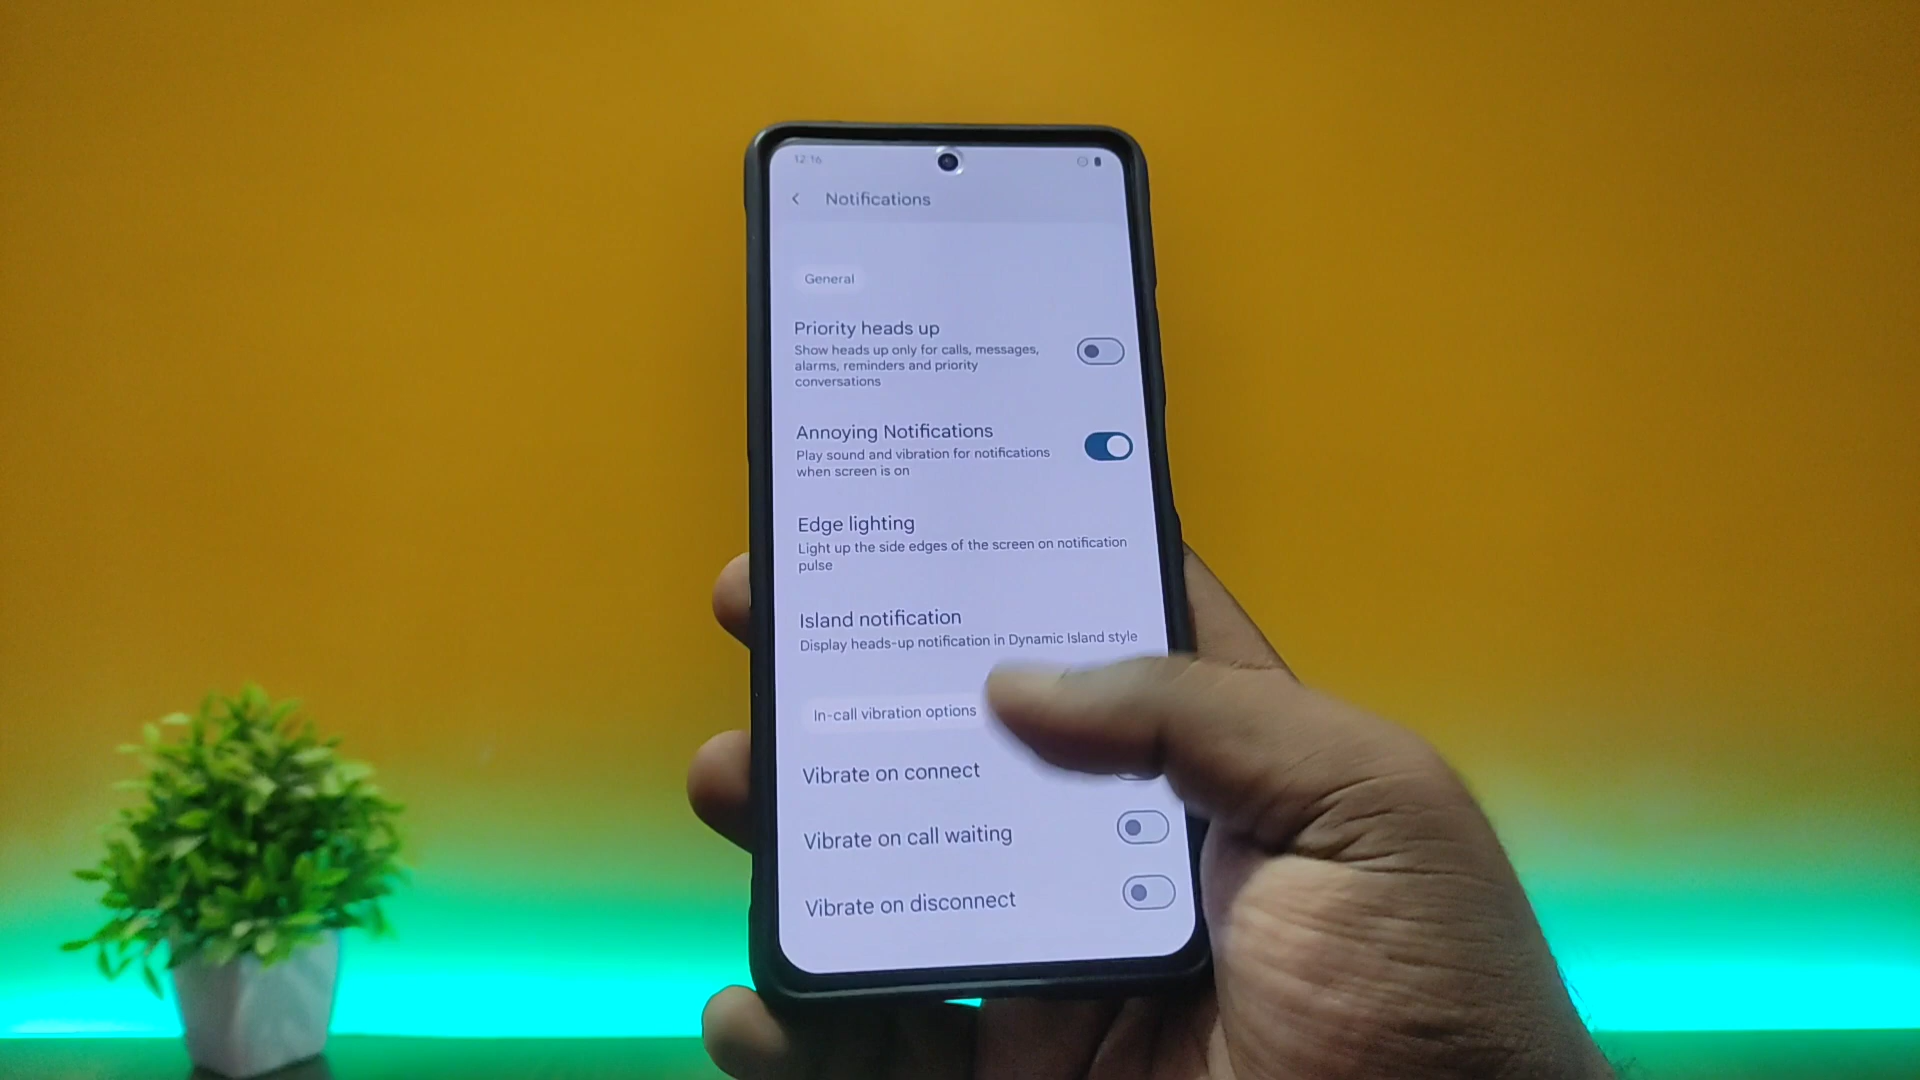 12:16
Notifications
General
Priority heads up
Show heads up only for calls, messages,
alarms, reminders and priority
conversations
Annoying Notifications
Play sound and vibration for notifications
when screen is on
Edge lighting
Light up the side edges of the screen on notification
pulse
Island notification
Display heads-up notification in Dynamic Island style
In-call vibration options
Vibrate on connect
Vibrate on call waiting
Vibrate on disconnect